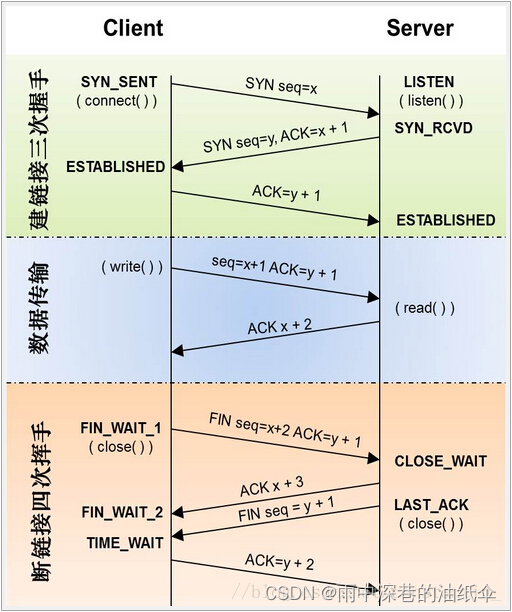 Client
Server
建链接三次握手
SYN_SENT
( connect() )
SYN seq=x
LISTEN
( listen() )
SYN_RCVD
SYN seq=y, ACK=x + 1
ESTABLISHED
ACK=y + 1
ESTABLISHED
数据传输
( write() )
seq=x+1 ACK=y + 1
( read() )
ACK x + 2
断链接四次挥手
FIN_WAIT_1
( close() )
FIN seq=x+2 ACK=y + 1
CLOSE_WAIT
ACK x + 3
FIN_WAIT_2
FIN seq = y + 1
LAST_ACK
( close() )
TIME_WAIT
ACK=y + 2
CSDN @雨中深巷的油纸伞